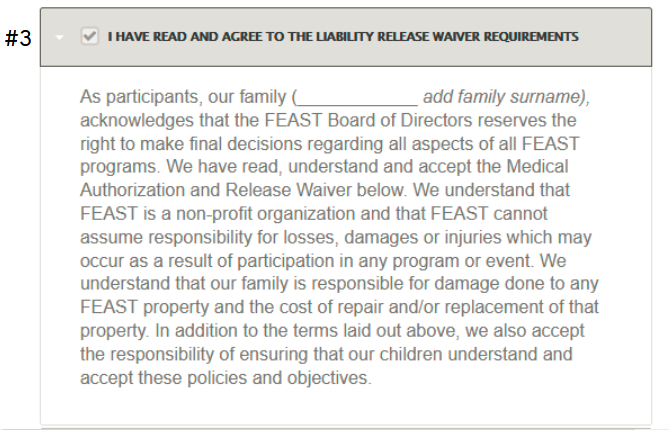 #3
I HAVE READ AND AGREE TO THE LIABILITY RELEASE WAIVER REQUIREMENTS
As participants, our family (____________ add family surname),
acknowledges that the FEAST Board of Directors reserves the
right to make final decisions regarding all aspects of all FEAST
programs. We have read, understand and accept the Medical
Authorization and Release Waiver below. We understand that
FEAST is a non-profit organization and that FEAST cannot
assume responsibility for losses, damages or injuries which may
occur as a result of participation in any program or event. We
understand that our family is responsible for damage done to any
FEAST property and the cost of repair and/or replacement of that
property. In addition to the terms laid out above, we also accept
the responsibility of ensuring that our children understand and
accept these policies and objectives.